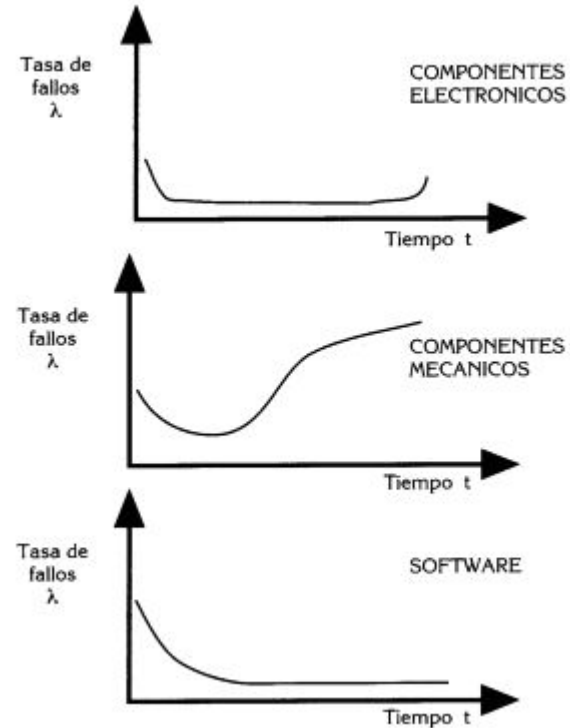 Tasa de
fallos
λ
COMPONENTES
ELECTRONICOS
Tiempo t
Tasa de
fallos
λ
COMPONENTES
MECANICOS
Tiempo t
Tasa de
fallos
λ
SOFTWARE
Tiempo t